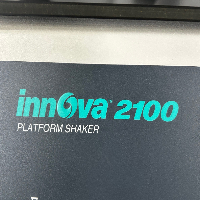 innova 2100
PLATFORM SHAKER